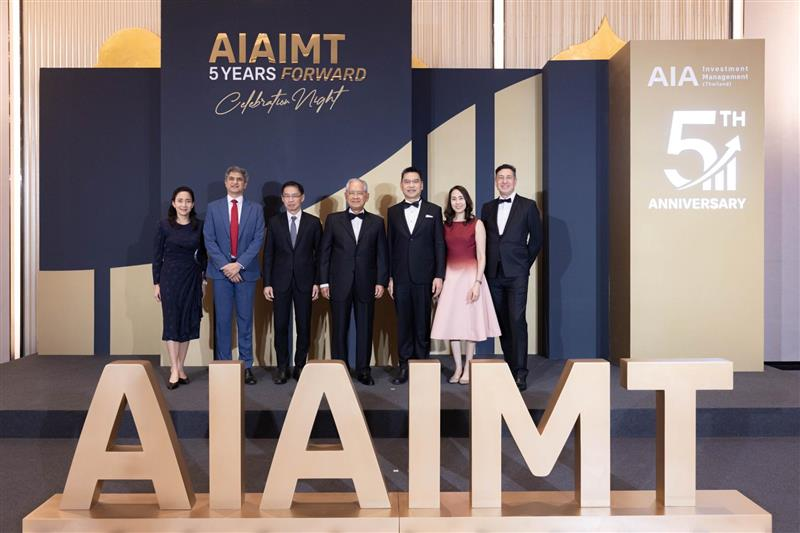 AIAIMT
5 YEARS FORWARD
Celebration Night
AIA Investment
Management
(Thailand)
5TH
ANNIVERSARY
AIAIMT